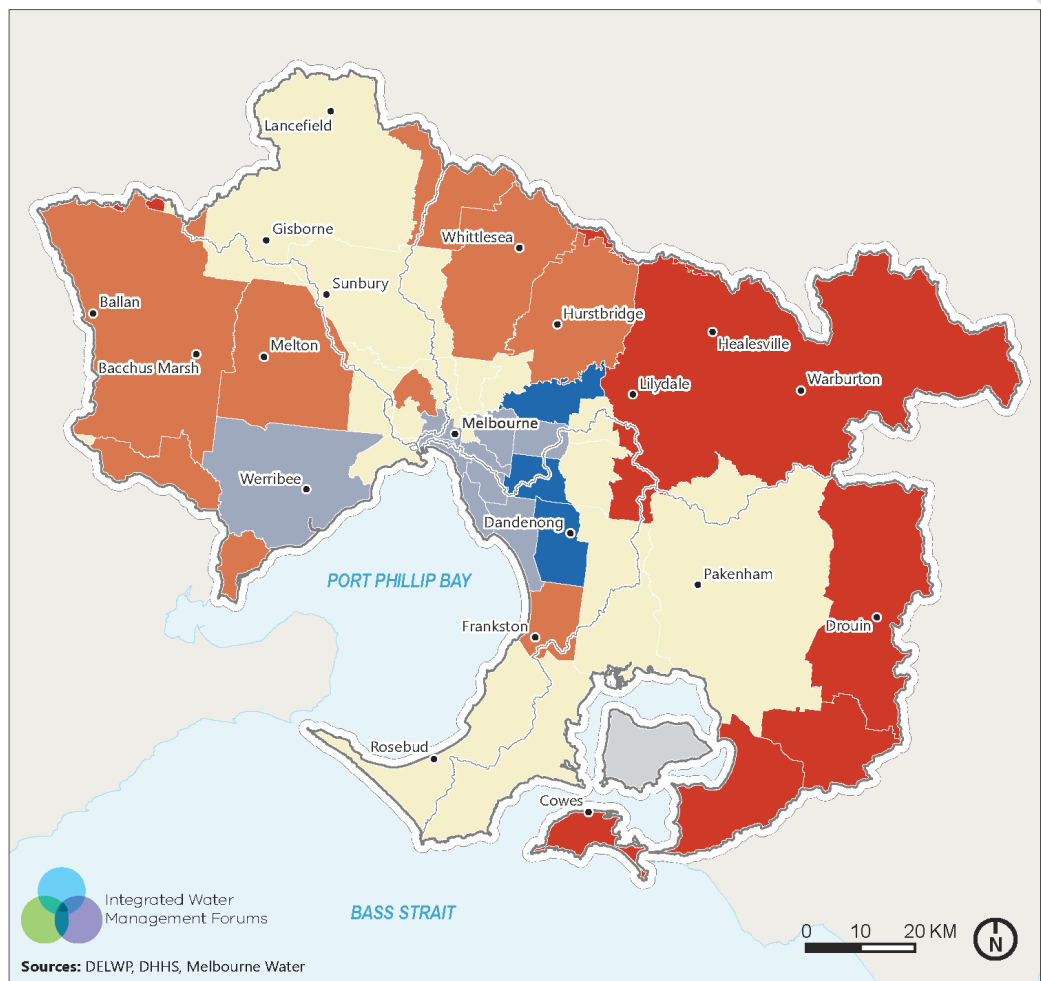 Lancefield
Gisborne
Whittlesea
Sunbury
Ballan
Hurstbridge
Melton
Healesville
Bacchus Marsh
Lilydale
Warburton
Melbourne
Werribee
Dandenong
PORT PHILLIP BAY
Pakenham
Frankston
Drouin
Rosebud
Cowes
Integrated Water
Management Forums
BASS STRAIT
0 10 20 KM
N
Sources: DELWP, DHHS, Melbourne Water